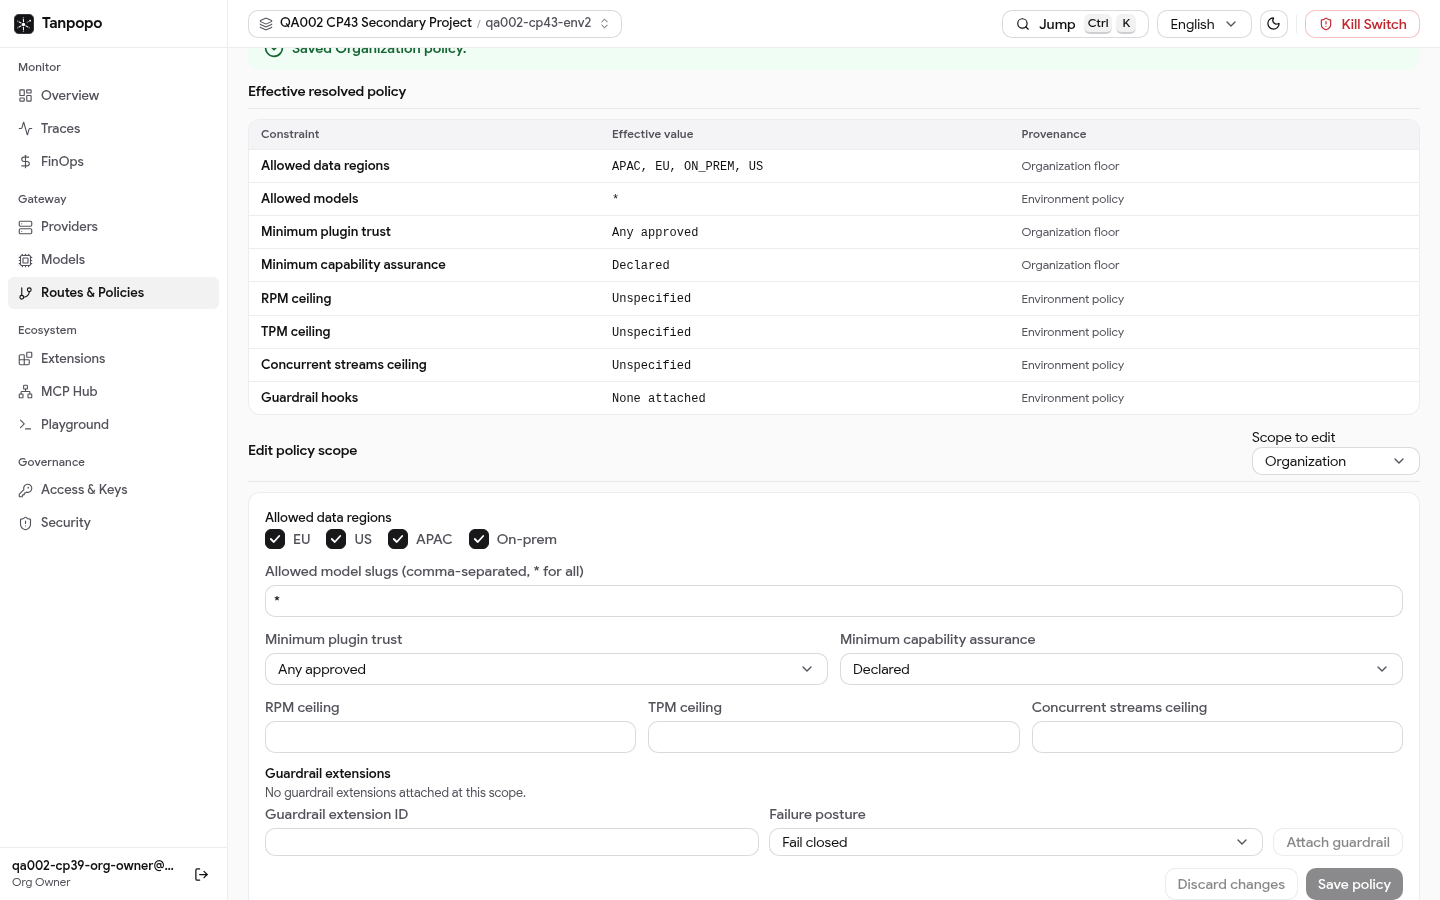 Tanpopo
QA002 CP43 Secondary Project / qa002-cp43-env2
Jump Ctrl K
English
Kill Switch
Monitor
Overview
Traces
FinOps
Gateway
Providers
Models
Routes & Policies
Ecosystem
Extensions
MCP Hub
Playground
Governance
Access & Keys
Security
qa002-cp39-org-owner@...
Org Owner
Saved Organization policy.
Effective resolved policy
Constraint Effective value Provenance
Allowed data regions APAC, EU, ON_PREM, US Organization floor
Allowed models * Environment policy
Minimum plugin trust Any approved Organization floor
Minimum capability assurance Declared Organization floor
RPM ceiling Unspecified Environment policy
TPM ceiling Unspecified Environment policy
Concurrent streams ceiling Unspecified Environment policy
Guardrail hooks None attached Environment policy
Edit policy scope
Scope to edit
Organization
Allowed data regions
EU US APAC On-prem
Allowed model slugs (comma-separated, * for all)
*
Minimum plugin trust Minimum capability assurance
Any approved Declared
RPM ceiling TPM ceiling Concurrent streams ceiling
Guardrail extensions
No guardrail extensions attached at this scope.
Guardrail extension ID Failure posture
Fail closed Attach guardrail
Discard changes Save policy